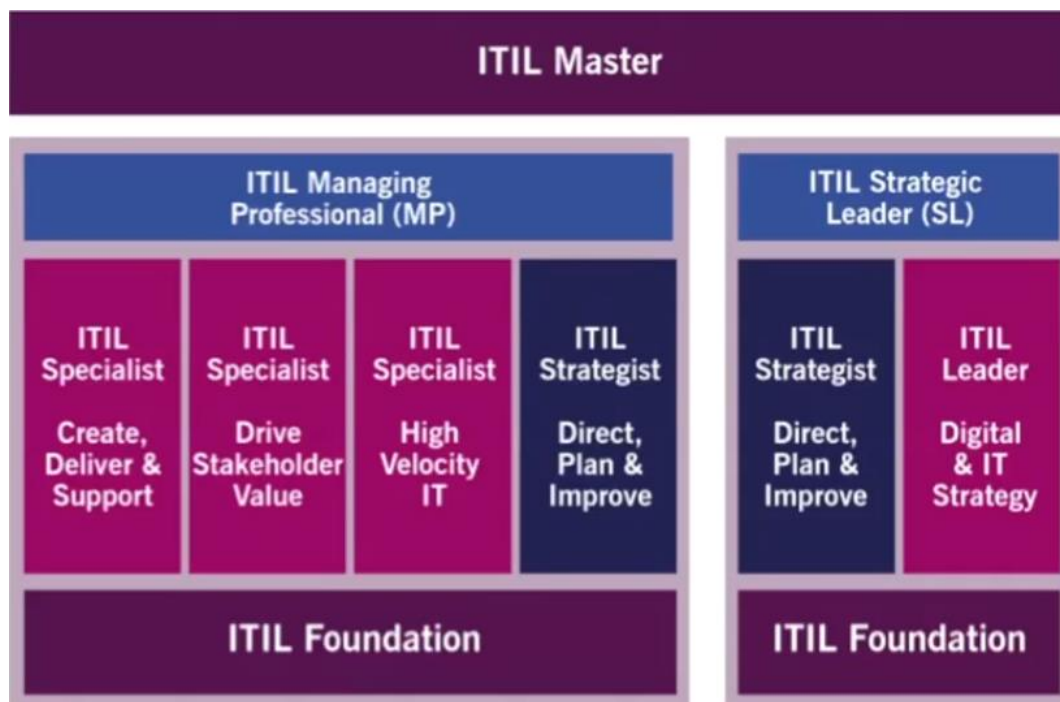 ITIL Master
ITIL Managing
Professional (MP)
ITIL
Specialist
Create,
Deliver &
Support
ITIL
Specialist
Drive
Stakeholder
Value
ITIL
Specialist
High
Velocity
IT
ITIL
Strategist
Direct,
Plan &
Improve
ITIL Foundation
ITIL Strategic
Leader (SL)
ITIL
Strategist
Direct,
Plan &
Improve
ITIL
Leader
Digital
& IT
Strategy
ITIL Foundation